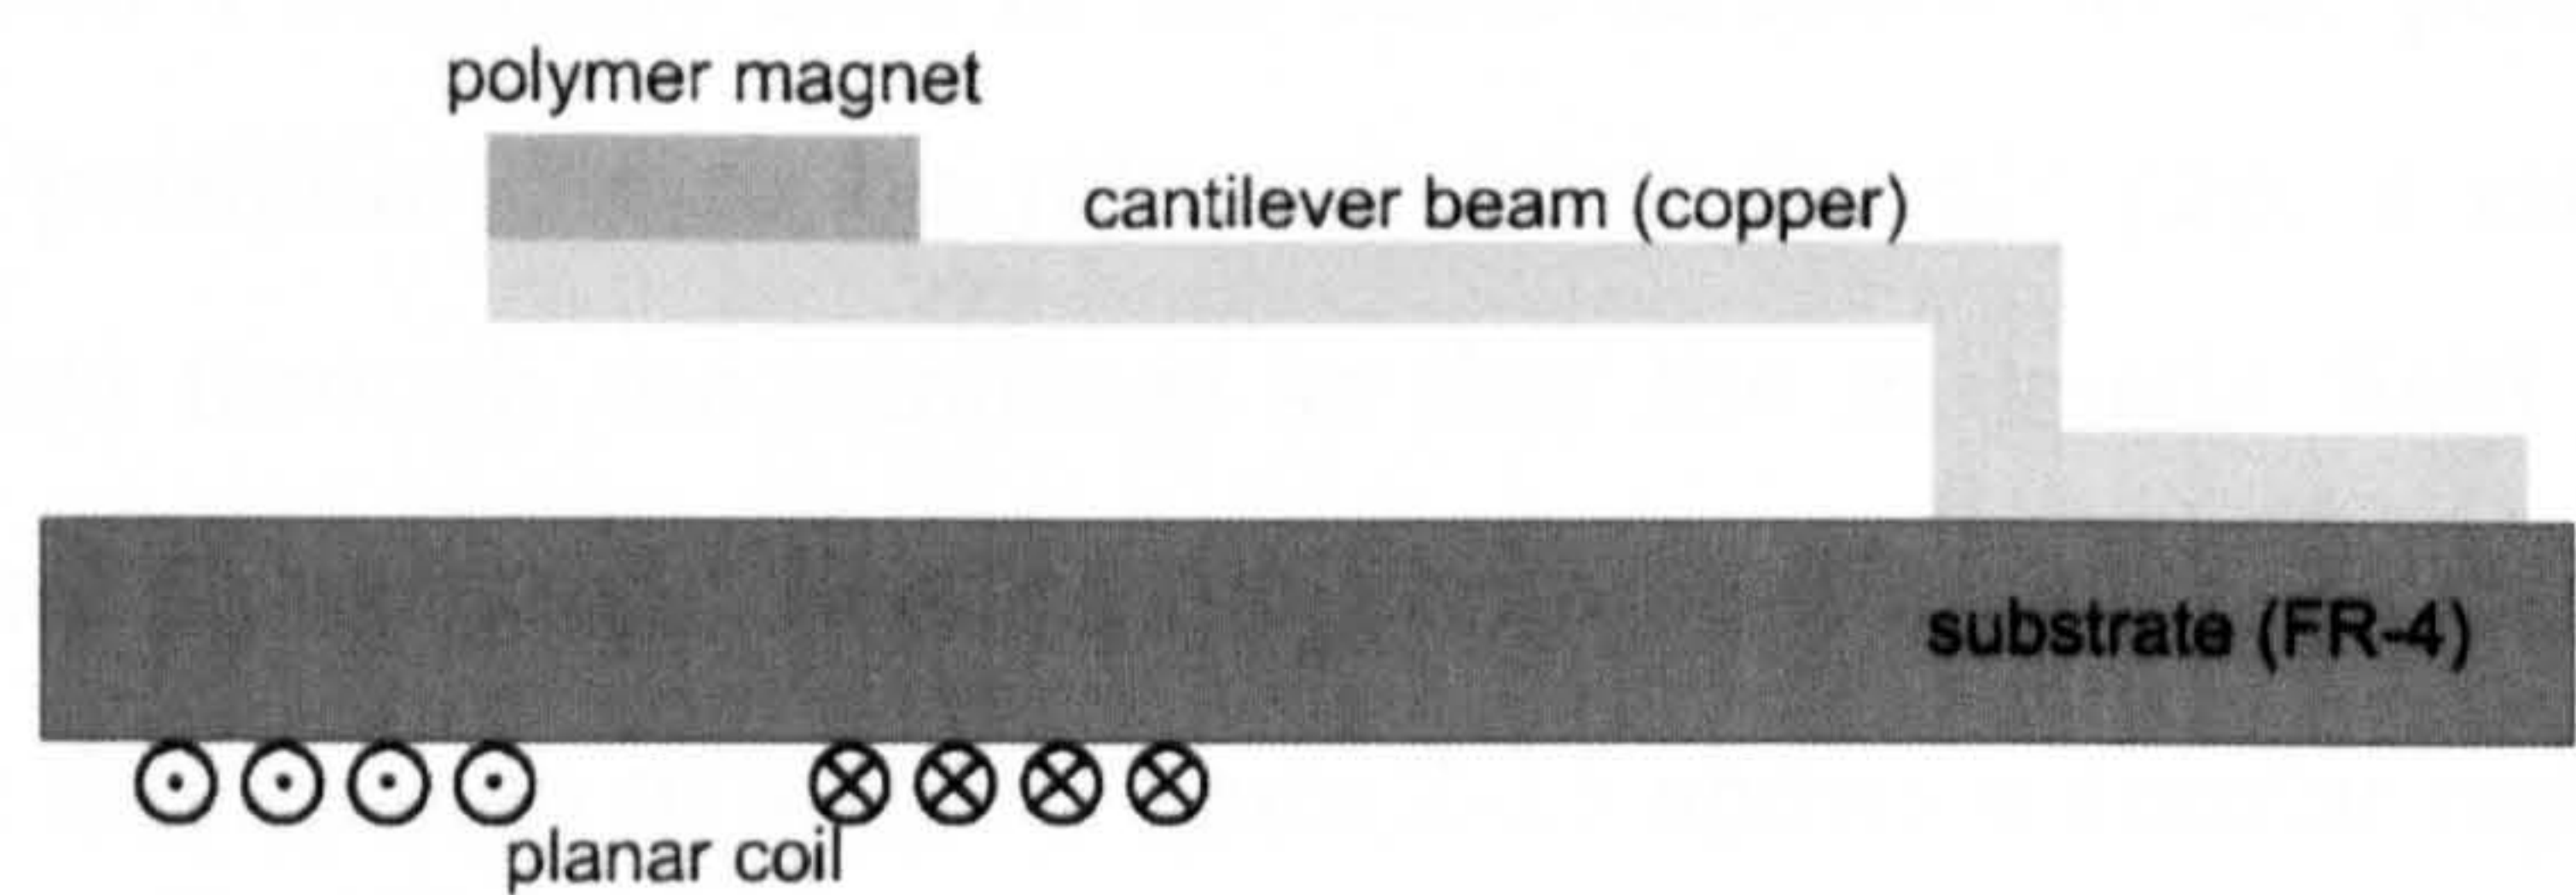 polymer magnet
cantilever beam (copper)
substrate (FR-4)
planar coil